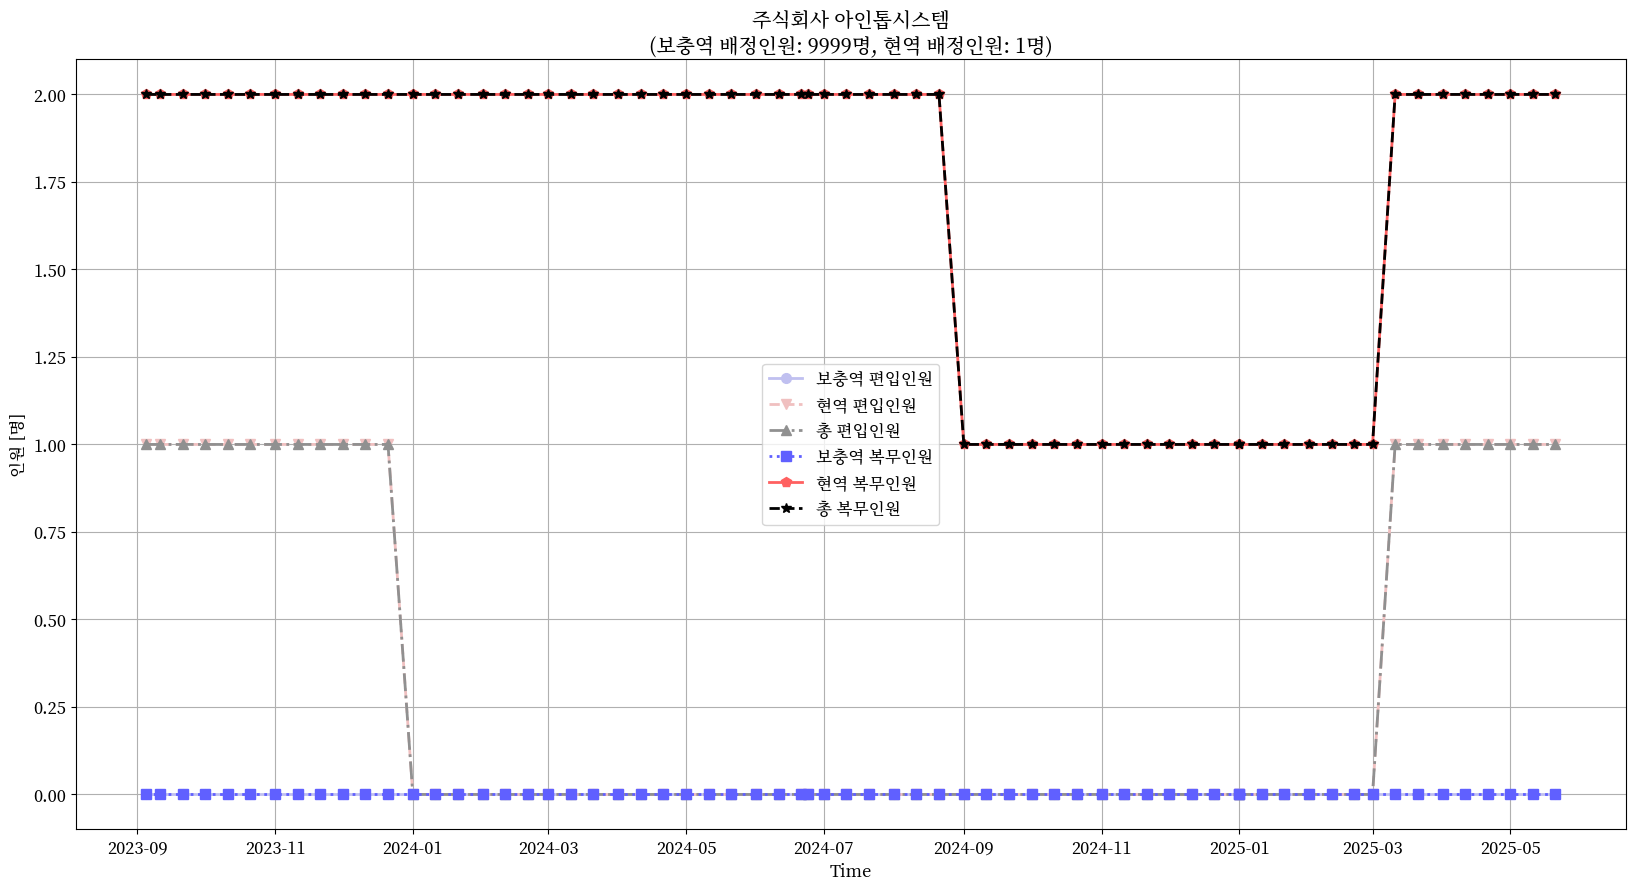 주식회사 아인톱시스템
(보충역 배정인원: 9999명, 현역 배정인원: 1명)
인원 [명]
2.00
1.75
1.50
1.25
1.00
0.75
0.50
0.25
0.00
보충역 편입인원
현역 편입인원
총 편입인원
보충역 복무인원
현역 복무인원
총 복무인원
2023-09 2023-11 2024-01 2024-03 2024-05 2024-07 2024-09 2024-11 2025-01 2025-03 2025-05
Time